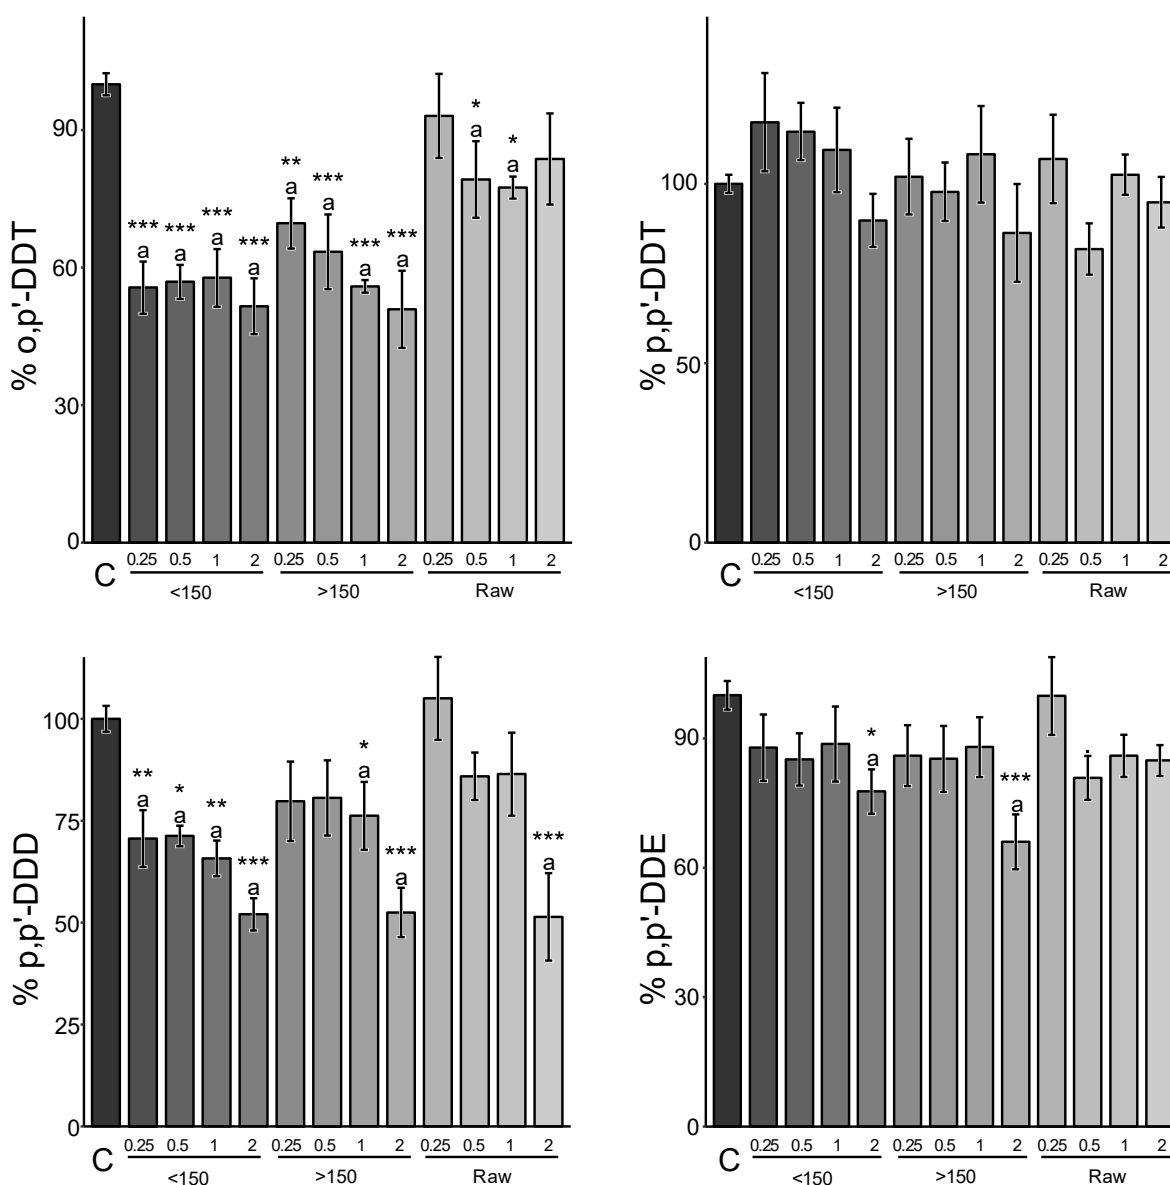 % o,p'-DDT
90
60
30
0
*** *** *** *** ** *** *** *** * *
a a a a a a a a a a
C 0.25 0.5 1 2 0.25 0.5 1 2 0.25 0.5 1 2
<150 >150 Raw
% p,p'-DDT
100
50
0
C 0.25 0.5 1 2 0.25 0.5 1 2 0.25 0.5 1 2
<150 >150 Raw
% p,p'-DDD
100
75
50
25
0
** * ** *** * *** ***
a a a a a a a
C 0.25 0.5 1 2 0.25 0.5 1 2 0.25 0.5 1 2
<150 >150 Raw
% p,p'-DDE
90
60
30
0
* *** .
a a
C 0.25 0.5 1 2 0.25 0.5 1 2 0.25 0.5 1 2
<150 >150 Raw